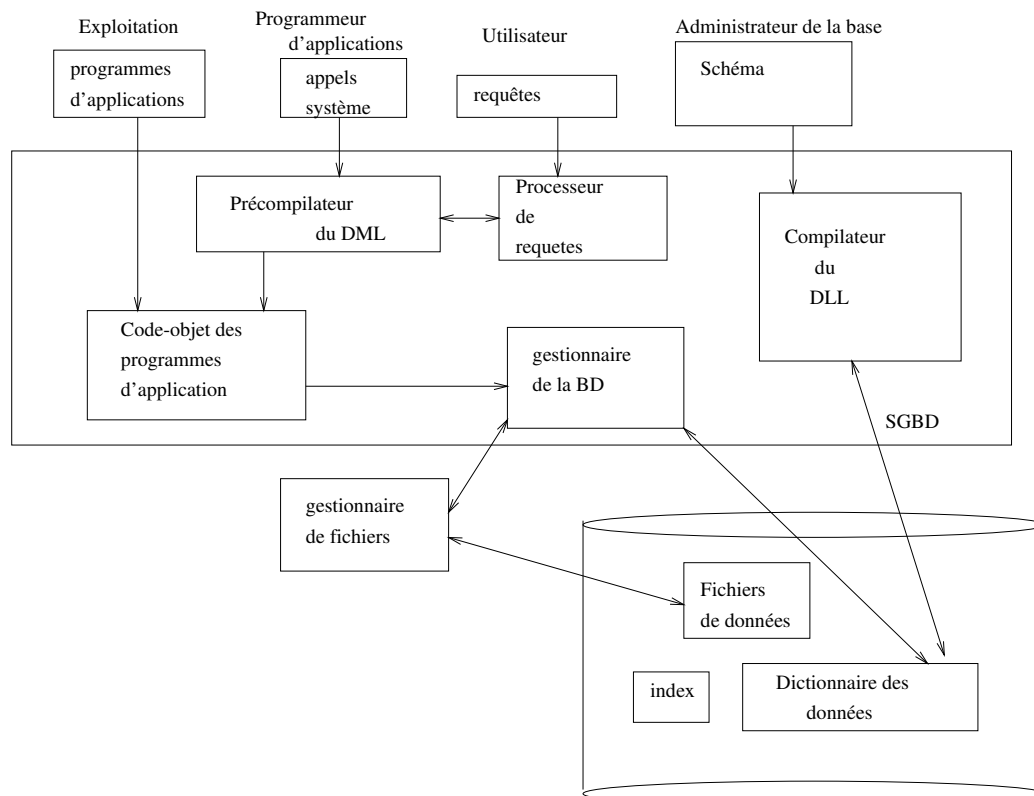 Exploitation
Programmeur
d'applications
Utilisateur
Administrateur de la base
programmes
d'applications
appels
système
requêtes
Schéma
Précompilateur
du DML
Processeur
de
requetes
Compilateur
du
DLL
Code-objet des
programmes
d'application
gestionnaire
de la BD
SGBD
gestionnaire
de fichiers
Fichiers
de données
index
Dictionnaire des
données